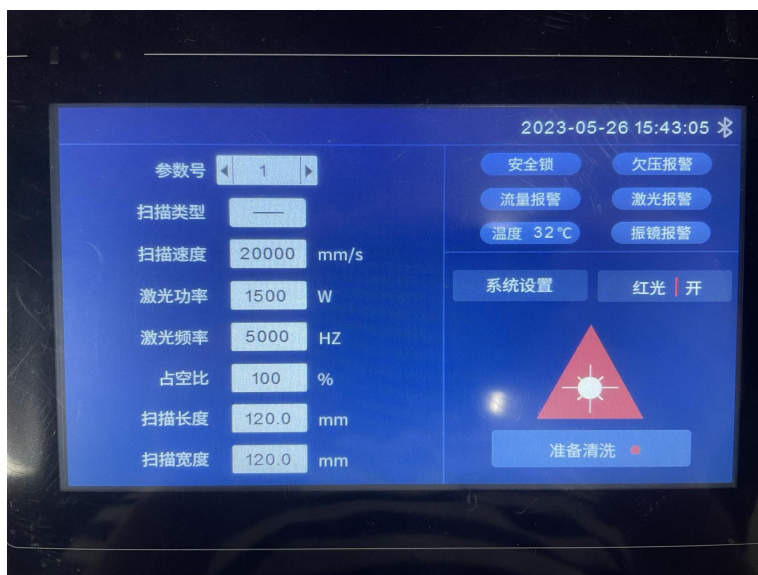 2023-05-26 15:43:05
参数号 1
扫描类型 —
扫描速度 20000 mm/s
激光功率 1500 W
激光频率 5000 HZ
占空比 100 %
扫描长度 120.0 mm
扫描宽度 120.0 mm
安全锁 欠压报警
流量报警 激光报警
温度 32℃ 振镜报警
系统设置 红光 | 开
准备清洗